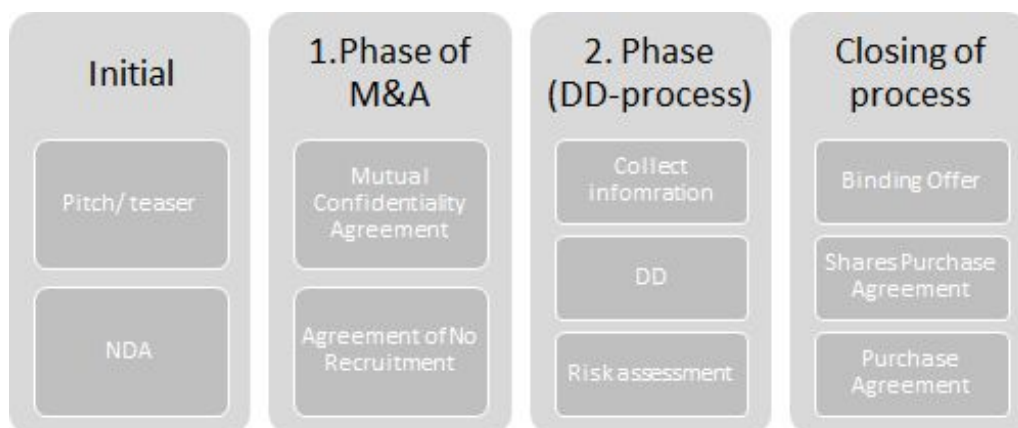 Initial
Pitch/ teaser
NDA
1.Phase of
M&A
Mutual
Confidentiality
Agreement
Agreement of No
Recruitment
2. Phase
(DD-process)
Collect
infomration
DD
Risk assessment
Closing of
process
Binding Offer
Shares Purchase
Agreement
Purchase
Agreement